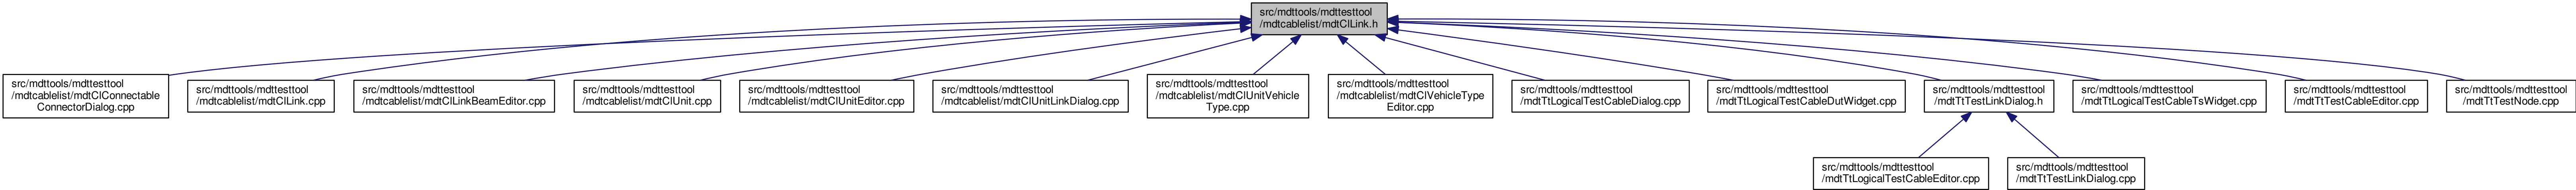 src/mdttools/mdttesttool
/mdtcablelist/mdtClLink.h
src/mdttools/mdttesttool
/mdtcablelist/mdtClConnectable
ConnectorDialog.cpp
src/mdttools/mdttesttool
/mdtcablelist/mdtClLink.cpp
src/mdttools/mdttesttool
/mdtcablelist/mdtClLinkBeamEditor.cpp
src/mdttools/mdttesttool
/mdtcablelist/mdtClUnit.cpp
src/mdttools/mdttesttool
/mdtcablelist/mdtClUnitEditor.cpp
src/mdttools/mdttesttool
/mdtcablelist/mdtClUnitLinkDialog.cpp
src/mdttools/mdttesttool
/mdtcablelist/mdtClUnitVehicle
Type.cpp
src/mdttools/mdttesttool
/mdtcablelist/mdtClVehicleType
Editor.cpp
src/mdttools/mdttesttool
/mdtTtLogicalTestCableDialog.cpp
src/mdttools/mdttesttool
/mdtTtLogicalTestCableDutWidget.cpp
src/mdttools/mdttesttool
/mdtTtTestLinkDialog.h
src/mdttools/mdttesttool
/mdtTtLogicalTestCableTsWidget.cpp
src/mdttools/mdttesttool
/mdtTtTestCableEditor.cpp
src/mdttools/mdttesttool
/mdtTtTestNode.cpp
src/mdttools/mdttesttool
/mdtTtLogicalTestCableEditor.cpp
src/mdttools/mdttesttool
/mdtTtTestLinkDialog.cpp